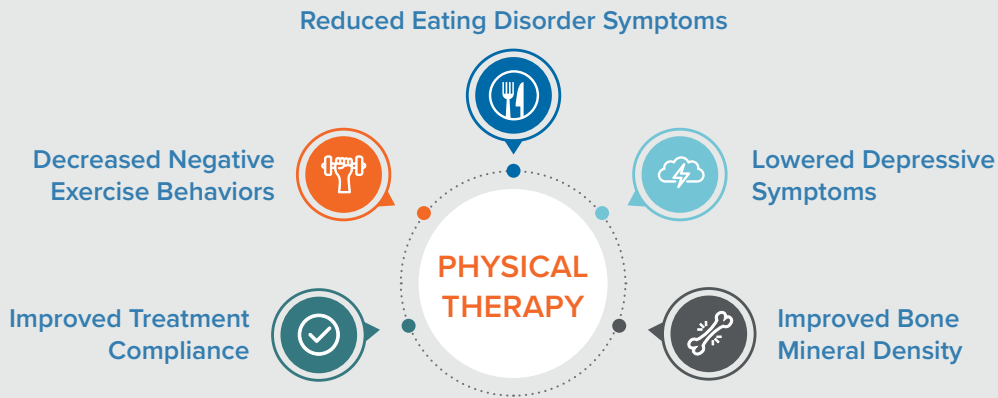 Reduced Eating Disorder Symptoms
Decreased Negative
Exercise Behaviors
Lowered Depressive
Symptoms
PHYSICAL
THERAPY
Improved Treatment
Compliance
Improved Bone
Mineral Density